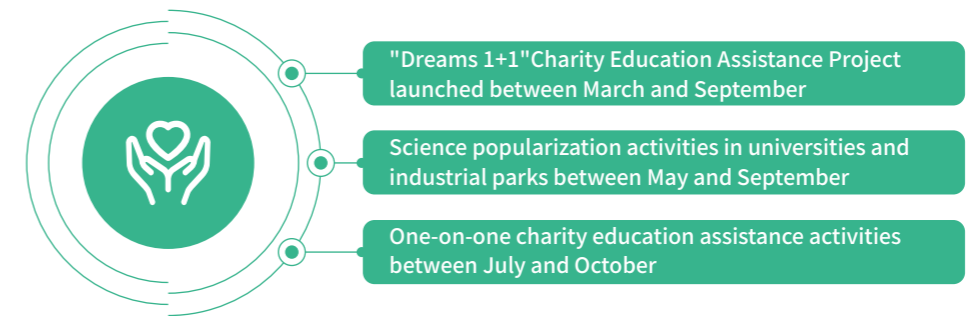 "Dreams 1+1"Charity Education Assistance Project
launched between March and September
Science popularization activities in universities and
industrial parks between May and September
One-on-one charity education assistance activities
between July and October